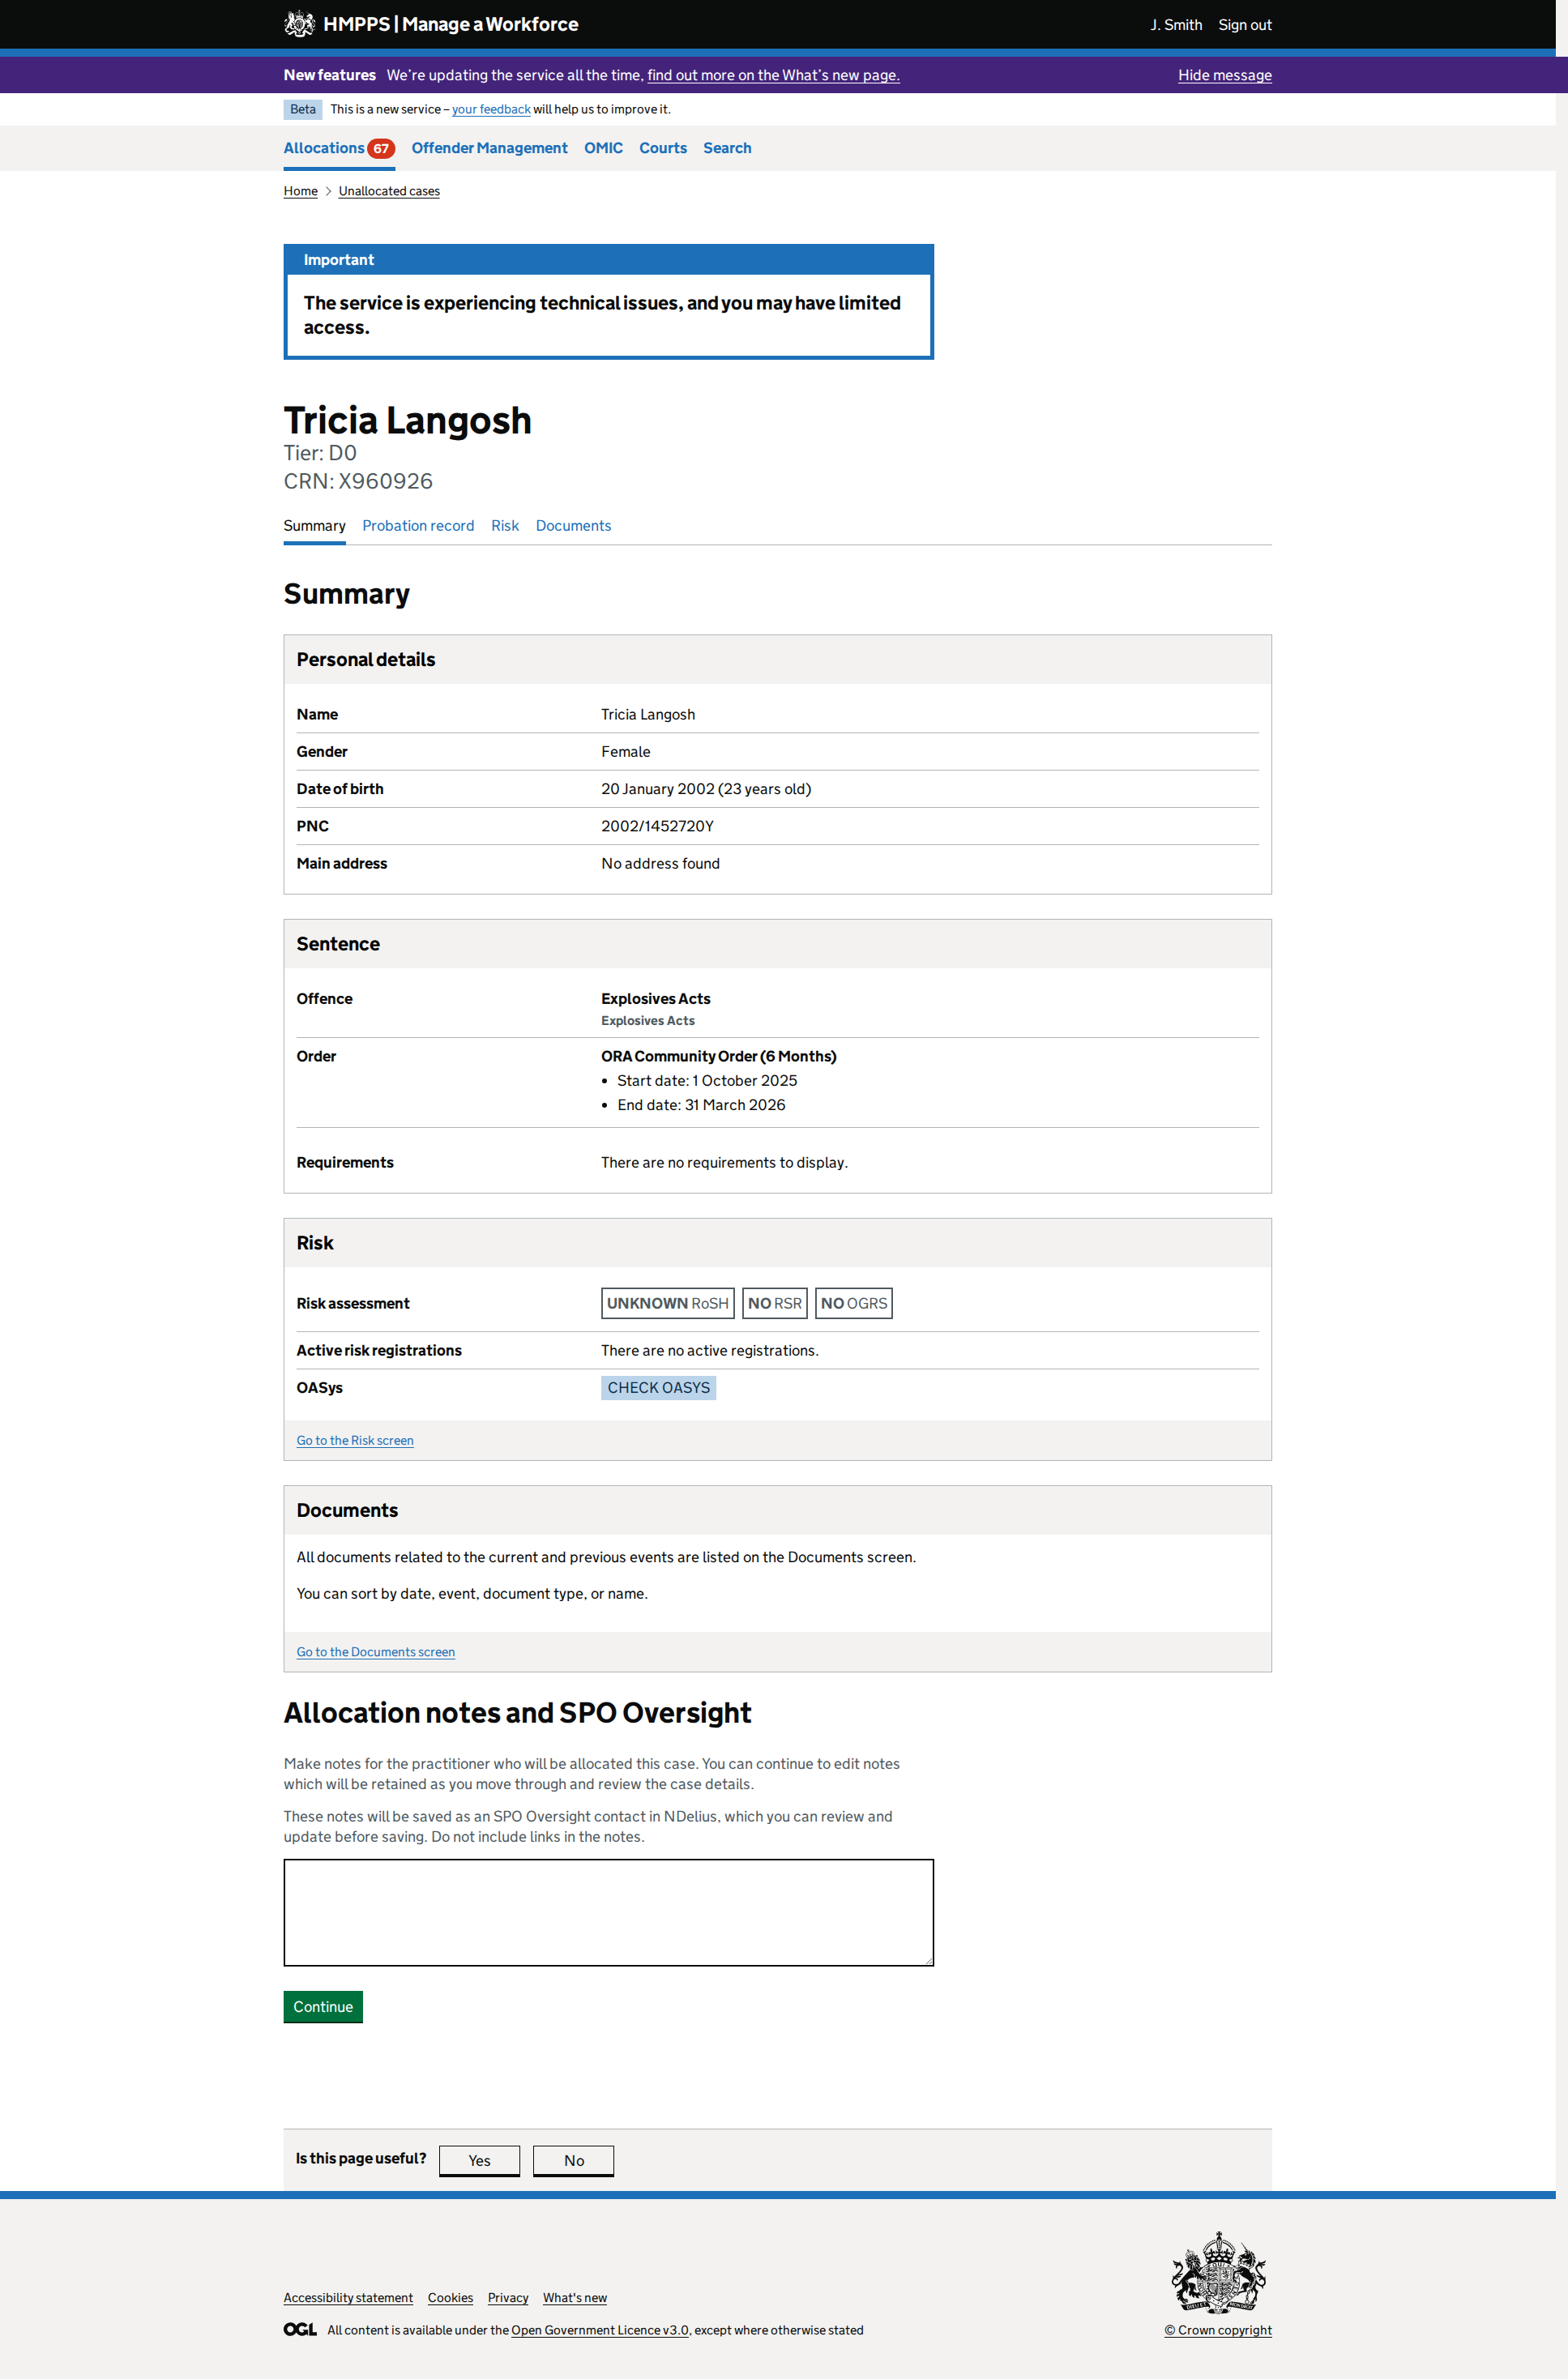 HMPPS | Manage a Workforce
J. Smith Sign out
New features We're updating the service all the time, find out more on the What's new page. Hide message
Beta This is a new service – your feedback will help us to improve it.
Allocations 67 Offender Management OMIC Courts Search
Home Unallocated cases
Important
The service is experiencing technical issues, and you may have limited
access.
Tricia Langosh
Tier: D0
CRN: X960926
Summary Probation record Risk Documents
Summary
Personal details
Name Tricia Langosh
Gender Female
Date of birth 20 January 2002 (23 years old)
PNC 2002/1452720Y
Main address No address found
Sentence
Offence Explosives Acts
Explosives Acts
Order ORA Community Order (6 Months)
• Start date: 1 October 2025
• End date: 31 March 2026
Requirements There are no requirements to display.
Risk
Risk assessment UNKNOWN RoSH NO RSR NO OGRS
Active risk registrations There are no active registrations.
OASys CHECK OASYS
Go to the Risk screen
Documents
All documents related to the current and previous events are listed on the Documents screen.
You can sort by date, event, document type, or name.
Go to the Documents screen
Allocation notes and SPO Oversight
Make notes for the practitioner who will be allocated this case. You can continue to edit notes
which will be retained as you move through and review the case details.
These notes will be saved as an SPO Oversight contact in NDelius, which you can review and
update before saving. Do not include links in the notes.
Continue
Is this page useful? Yes No
Accessibility statement Cookies Privacy What's new
OGL All content is available under the Open Government Licence v3.0, except where otherwise stated
© Crown copyright